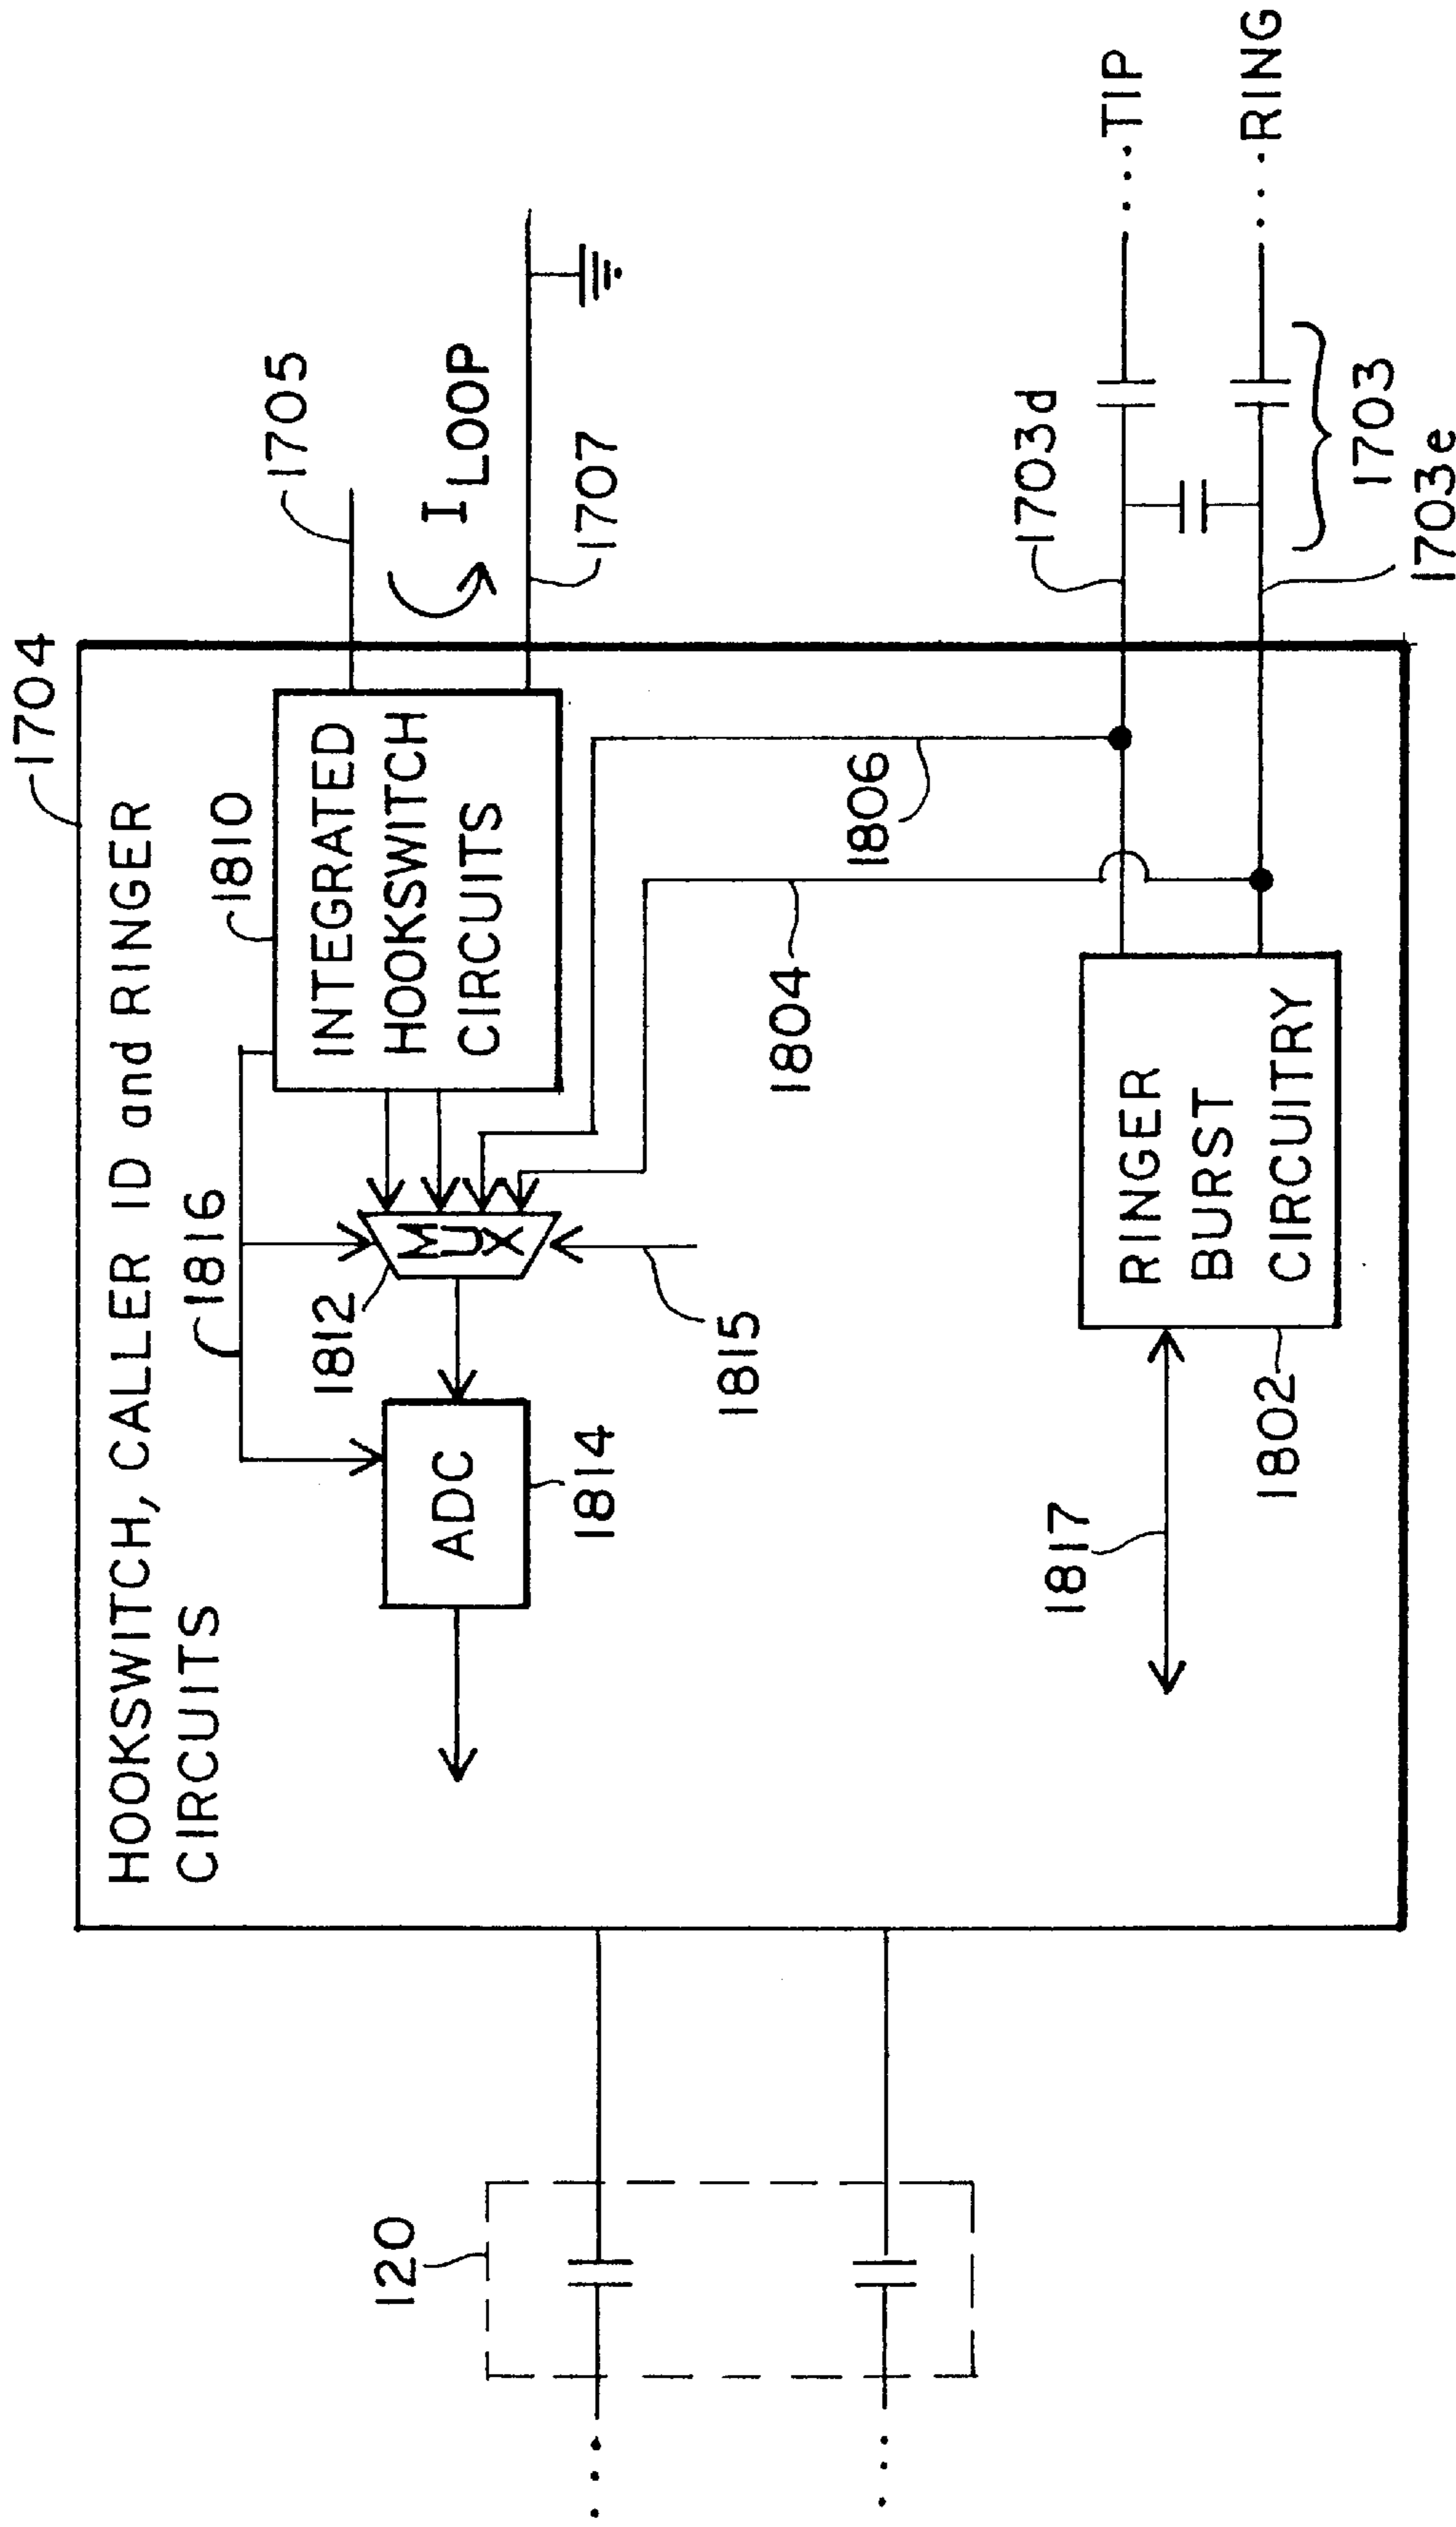 1704
HOOKSWITCH, CALLER ID and RINGER
CIRCUITS
1816
1810
1705
INTEGRATED
HOOKSWITCH
CIRCUITS
I LOOP
1707
1812
MUX
ADC
1814
1815
1804
1806
120
1817
1802
RINGER
BURST
CIRCUITRY
1703d
TIP
RING
1703
1703e